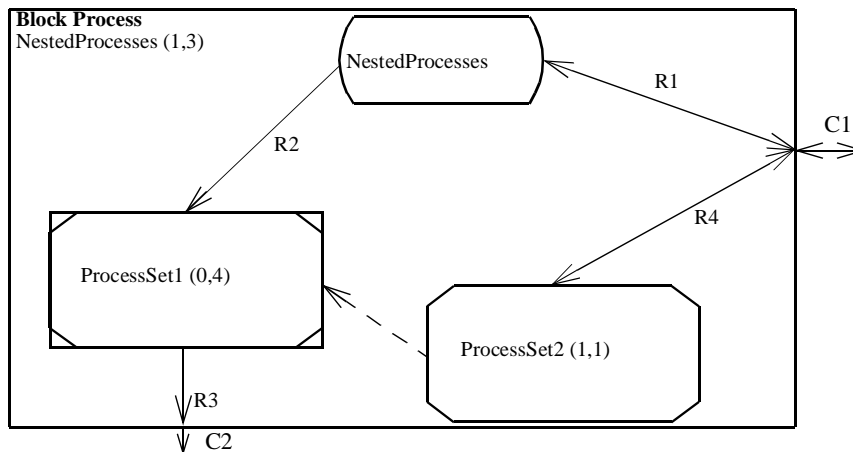 Block Process
NestedProcesses (1,3)
NestedProcesses
R1
C1
R2
R4
ProcessSet1 (0,4)
ProcessSet2 (1,1)
R3
C2